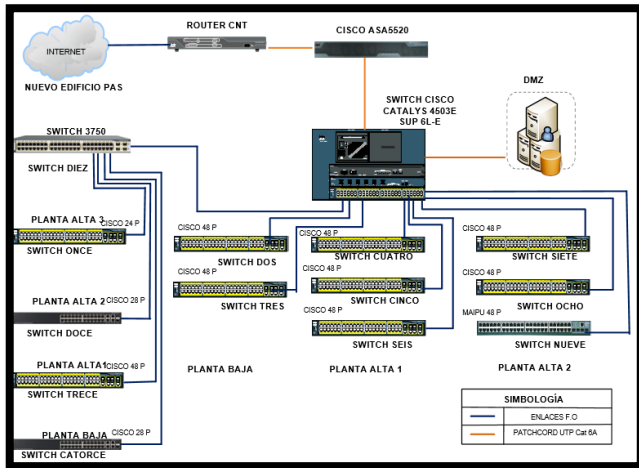 ROUTER CNT
CISCO ASA5520
INTERNET
NUEVO EDIFICIO PAS
DMZ
SWITCH CISCO
CATALYS 4503E
SUP 6L-E
SWITCH 3750
SWITCH DIEZ
PLANTA ALTA 3
CISCO 24 P
SWITCH ONCE
PLANTA ALTA 2
CISCO 28 P
SWITCH DOCE
PLANTA ALTA1
CISCO 48 P
SWITCH TRECE
PLANTA BAJA
CISCO 28 P
SWITCH CATORCE
CISCO 48 P
SWITCH DOS
CISCO 48 P
SWITCH TRES
PLANTA BAJA
CISCO 48 P
SWITCH CUATRO
CISCO 48 P
SWITCH CINCO
CISCO 48 P
SWITCH SEIS
PLANTA ALTA 1
CISCO 48 P
SWITCH SIETE
CISCO 48 P
SWITCH OCHO
MAIPU 48 P
SWITCH NUEVE
PLANTA ALTA 2
SIMBOLOGÍA
ENLACES F.O
PATCHCORD UTP Cat 6A